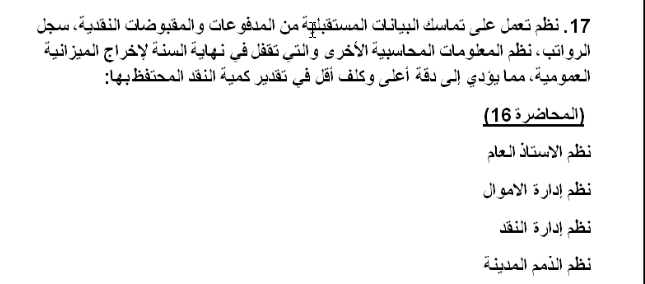 17. نظم تعمل على تماسك البيانات المستقبلية من المدفوعات والمقبوضات النقدية، سجل
الرواتب، نظم المعلومات المحاسبية الأخرى والتي تقفل في نهاية السنة لإخراج الميزانية
العمومية، مما يؤدي إلى دقة أعلى وكلف أقل في تقدير كمية النقد المحتفظ بها:
(المحاضرة 16)
نظم الاستاذ العام
نظم إدارة الاموال
نظم إدارة النقد
نظم الذمم المدينة